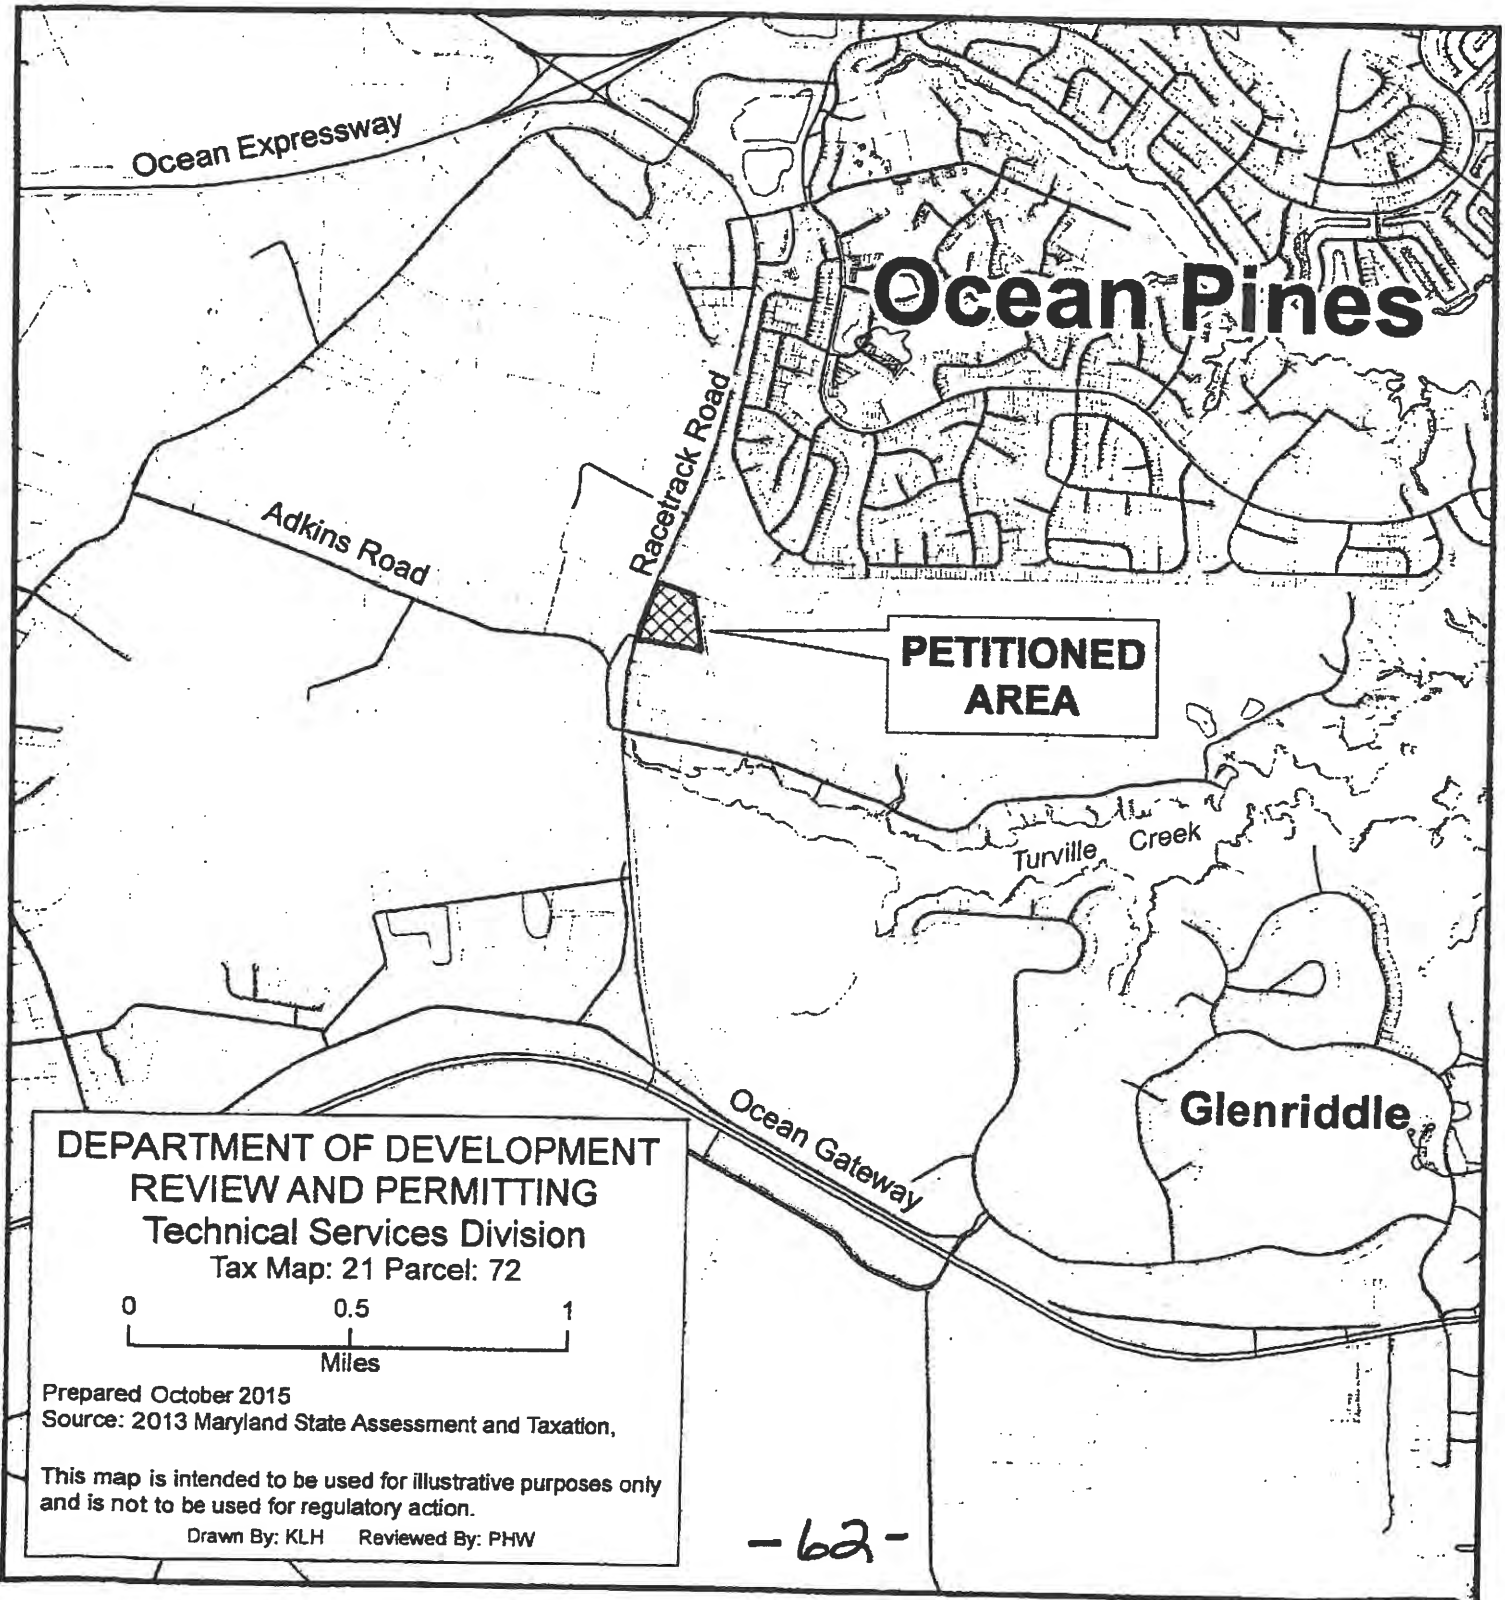 Ocean Expressway
Ocean Pines
Racetrack Road
Adkins Road
PETITIONED
AREA
Turville Creek
Glenriddle
Ocean Gateway
DEPARTMENT OF DEVELOPMENT
REVIEW AND PERMITTING
Technical Services Division
Tax Map: 21 Parcel: 72
0 0.5 1
Miles
Prepared October 2015
Source: 2013 Maryland State Assessment and Taxation,
This map is intended to be used for illustrative purposes only
and is not to be used for regulatory action.
Drawn By: KLH Reviewed By: PHW
-62-